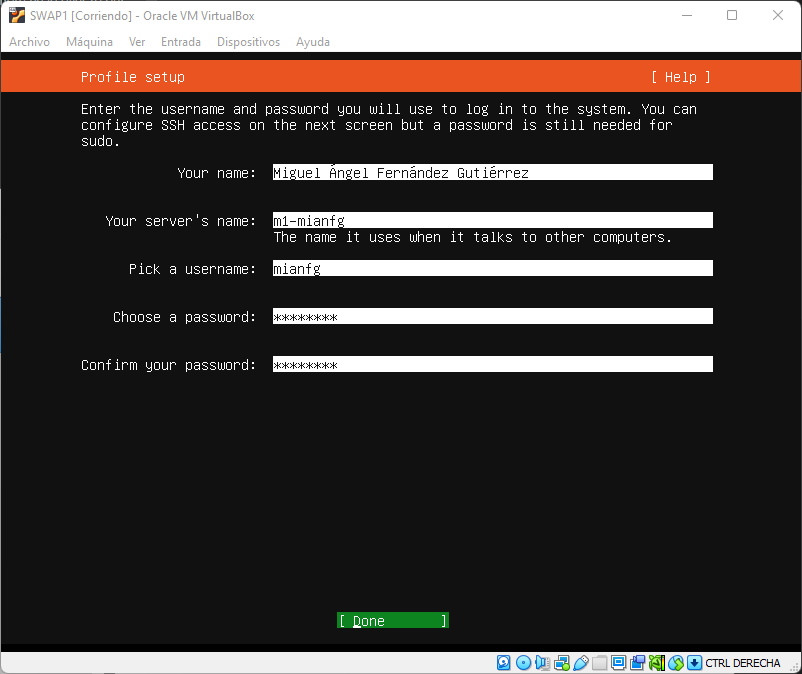 SWAP1 [Corriendo] - Oracle VM VirtualBox
Archivo Máquina Ver Entrada Dispositivos Ayuda
Profile setup [ Help ]
Enter the username and password you will use to log in to the system. You can
configure SSH access on the next screen but a password is still needed for
sudo.
Your name: Miguel Ángel Fernández Gutiérrez
Your server's name: m1-mianfg
The name it uses when it talks to other computers.
Pick a username: mianfg
Choose a password: ********
Confirm your password: ********
[ Done ]
CTRL DERECHA